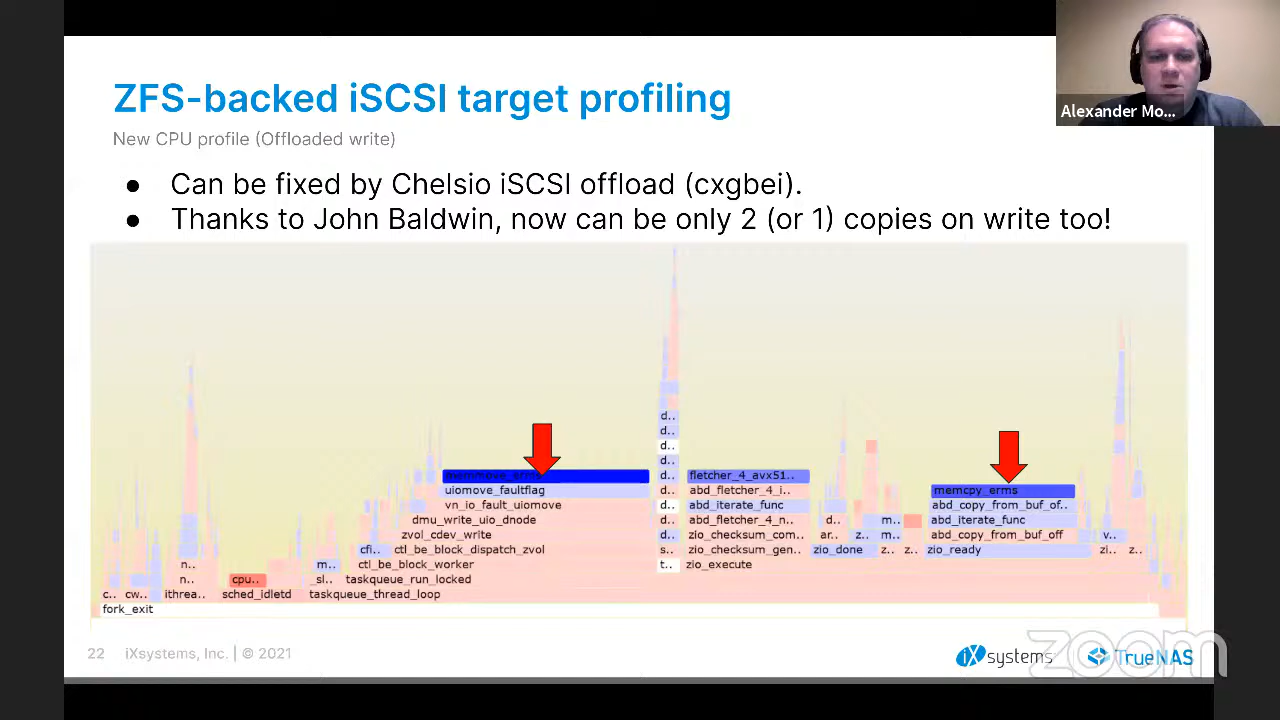 ZFS-backed iSCSI target profiling
New CPU profile (Offloaded write)
Alexander Mo...
● Can be fixed by Chelsio iSCSI offload (cxgbei).
● Thanks to John Baldwin, now can be only 2 (or 1) copies on write too!
d..
d..
d..
d..
memmove_erms d.. fletcher_4_avx51..
uiomove_faultflag d.. abd_fletcher_4_i.. memcpy_erms
vn_io_fault_uiomove d.. abd_iterate_func abd_copy_from_buf_of..
dmu_write_uio_dnode d.. abd_fletcher_4_n.. d.. m.. abd_iterate_func
zvol_cdev_write d.. zio_checksum_com.. ar.. z.. m.. abd_copy_from_buf_off v..
cfi.. ctl_be_block_dispatch_zvol s.. zio_checksum_gen.. zio_done z.. z.. zio_ready zi.. z..
n.. m.. ctl_be_block_worker t.. zio_execute
n.. cpu.. _sl.. taskqueue_run_locked
c.. cw.. ithrea.. sched_idletd taskqueue_thread_loop
fork_exit
22 iXsystems, Inc. | © 2021
iXsystems
TrueNAS
zoom